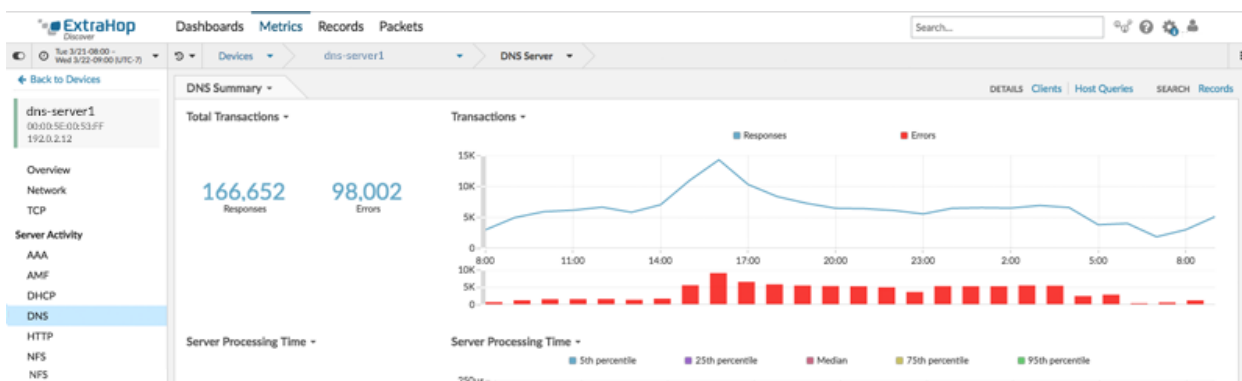 ExtraHop
Discover
Dashboards Metrics Records Packets
Search...
Tue 3/21-08:00 -
Wed 3/22-09:00 (UTC-7)
Devices
dns-server1
DNS Server
Back to Devices
dns-server1
00:00:5E:00:53:FF
192.0.2.12
Overview
Network
TCP
Server Activity
AAA
AMF
DHCP
DNS
HTTP
NFS
NFS
DNS Summary
DETAILS Clients Host Queries SEARCH Records
Total Transactions
166,652 98,002
Responses Errors
Transactions
Responses Errors
15K
10K
5K
0
8:00 11:00 14:00 17:00 20:00 23:00 2:00 5:00 8:00
10K
5K
0
Server Processing Time
Server Processing Time
5th percentile 25th percentile Median 75th percentile 95th percentile